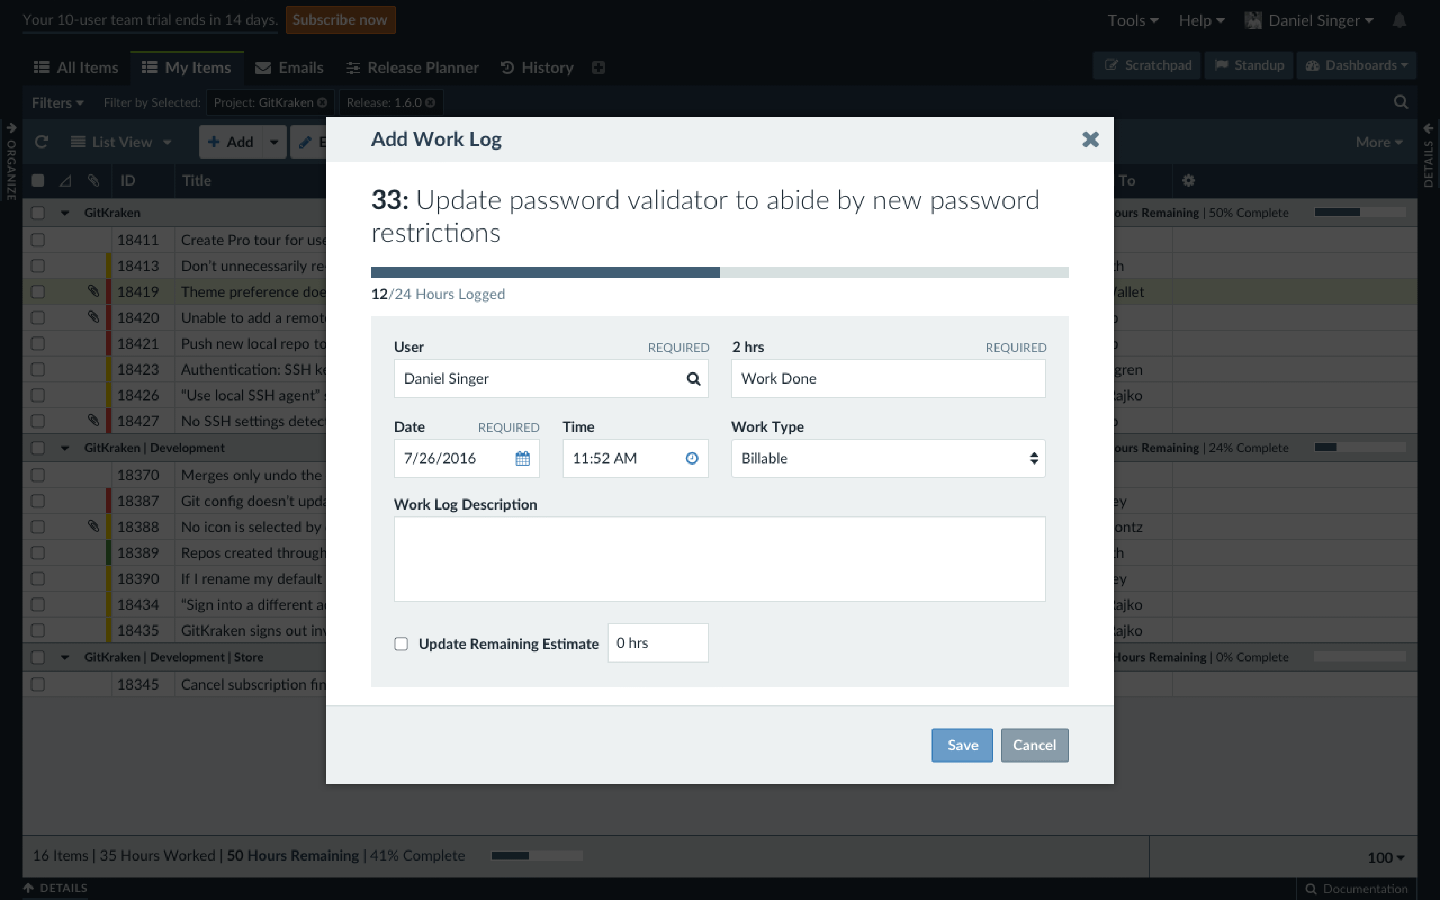 Your 10-user team trial ends in 14 days. Subscribe now
Tools Help Daniel Singer
All Items My Items Emails Release Planner History
Scratchpad Standup Dashboards
Filters Filter by Selected: Project: GitKraken Release: 1.6.0
ORGANIZE
List View Add
More
DETAILS
ID Title To
Add Work Log
33: Update password validator to abide by new password
restrictions
12/24 Hours Logged
User REQUIRED
Daniel Singer
2 hrs REQUIRED
Work Done
Date REQUIRED
7/26/2016
Time
11:52 AM
Work Type
Billable
Work Log Description
Update Remaining Estimate 0 hrs
Save Cancel
GitKraken ours Remaining | 50% Complete
18411 Create Pro tour for use
18413 Don't unnecessarily re
18419 Theme preference doe
18420 Unable to add a remot
18421 Push new local repo to
18423 Authentication: SSH ke gren
18426 "Use local SSH agent" ajko
18427 No SSH settings detect
GitKraken | Development ours Remaining | 24% Complete
18370 Merges only undo the
18387 Git config doesn't upda ey
18388 No icon is selected by ontz
18389 Repos created through th
18390 If I rename my default ey
18434 "Sign into a different a ajko
18435 GitKraken signs out inv ajko
GitKraken | Development | Store Hours Remaining | 0% Complete
18345 Cancel subscription fin
16 Items | 35 Hours Worked | 50 Hours Remaining | 41% Complete
100
DETAILS
Documentation